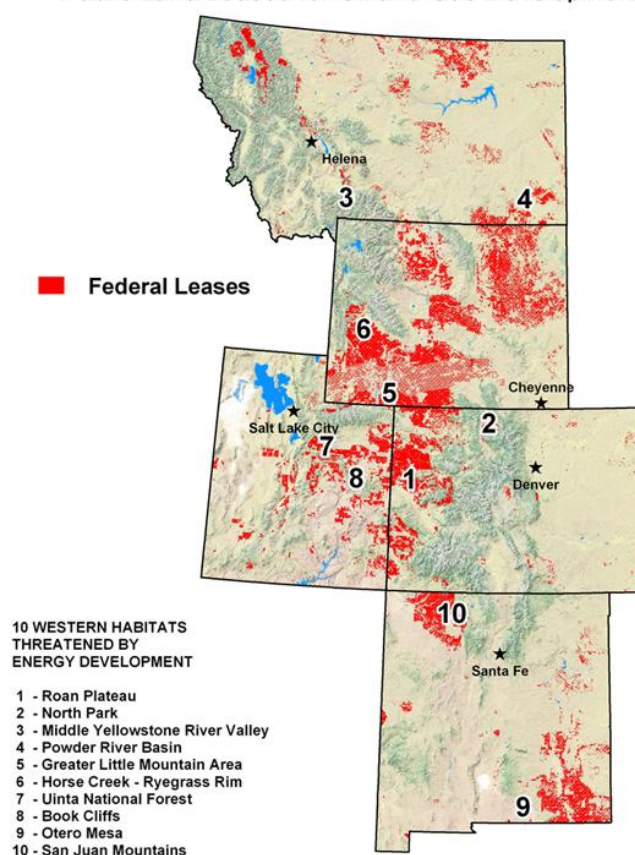 Helena
3
4
Federal Leases
6
Cheyenne
5
2
Salt Lake City
7
1
8
Denver
10
10 WESTERN HABITATS
THREATENED BY
ENERGY DEVELOPMENT
Santa Fe
1 - Roan Plateau
2 - North Park
3 - Middle Yellowstone River Valley
4 - Powder River Basin
5 - Greater Little Mountain Area
6 - Horse Creek - Ryegrass Rim
7 - Uinta National Forest
8 - Book Cliffs
9 - Otero Mesa
9
10 - San Juan Mountains